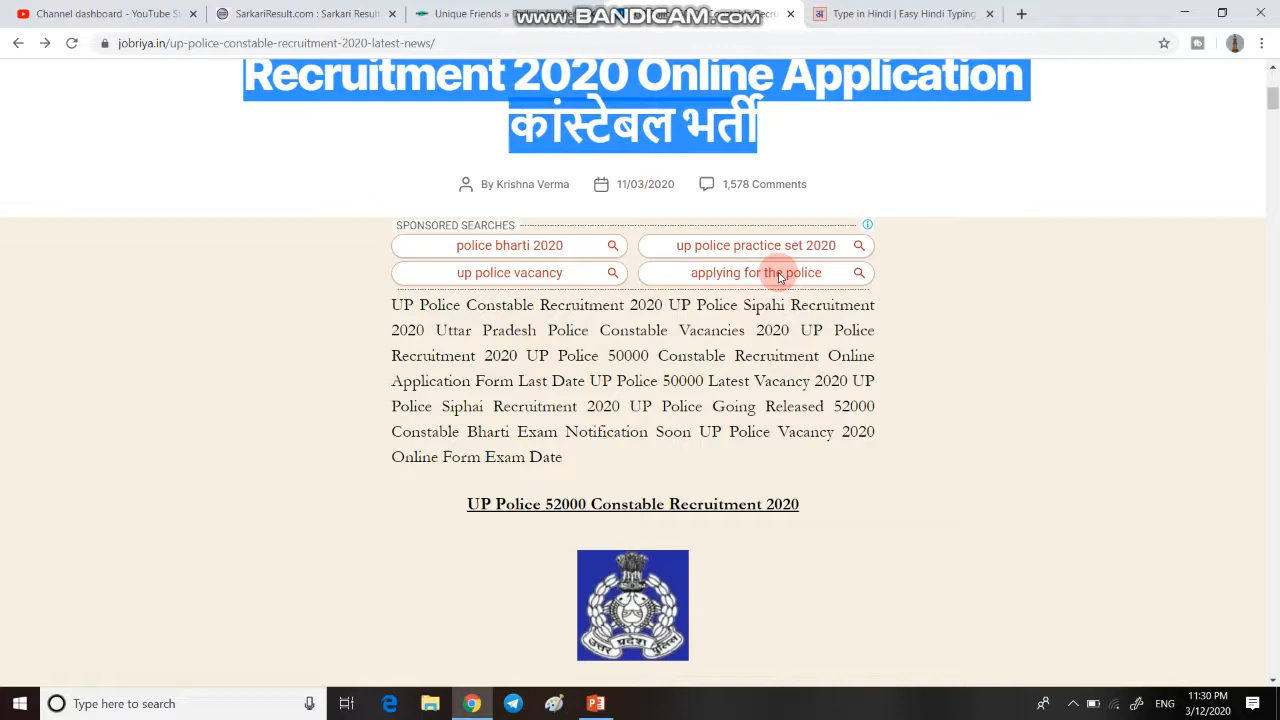 Channel dashboard - YouTube St
SarkariResult.com: Sarkari Result
Unique Friends »
Type in Hindi | Easy Hindi Typing
www.BANDICAM.com
jobriya.in/up-police-constable-recruitment-2020-latest-news/
Recruitment 2020 Online Application
कांस्टेबल भर्ती
By Krishna Verma 11/03/2020 1,578 Comments
SPONSORED SEARCHES
police bharti 2020
up police practice set 2020
up police vacancy
applying for the police
UP Police Constable Recruitment 2020 UP Police Sipahi Recruitment
2020 Uttar Pradesh Police Constable Vacancies 2020 UP Police
Recruitment 2020 UP Police 50000 Constable Recruitment Online
Application Form Last Date UP Police 50000 Latest Vacancy 2020 UP
Police Siphai Recruitment 2020 UP Police Going Released 52000
Constable Bharti Exam Notification Soon UP Police Vacancy 2020
Online Form Exam Date
UP Police 52000 Constable Recruitment 2020
उत्तर प्रदेश पुलिस
Type here to search
ENG
11:30 PM
3/12/2020